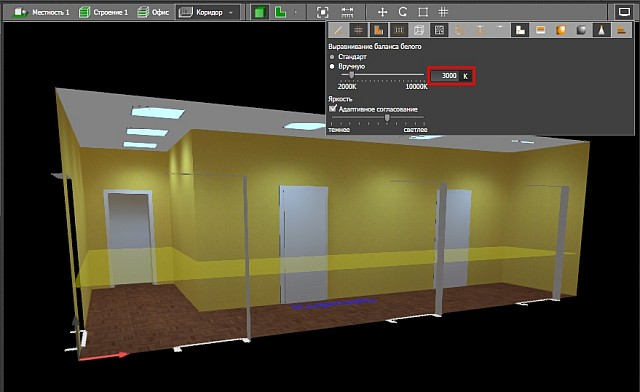 Местность 1 Строение 1 Офис Коридор
Выравнивание баланса белого
Стандарт
Вручную
3000 K
2000K 10000K
Яркость
Адаптивное согласование
темнее светлее